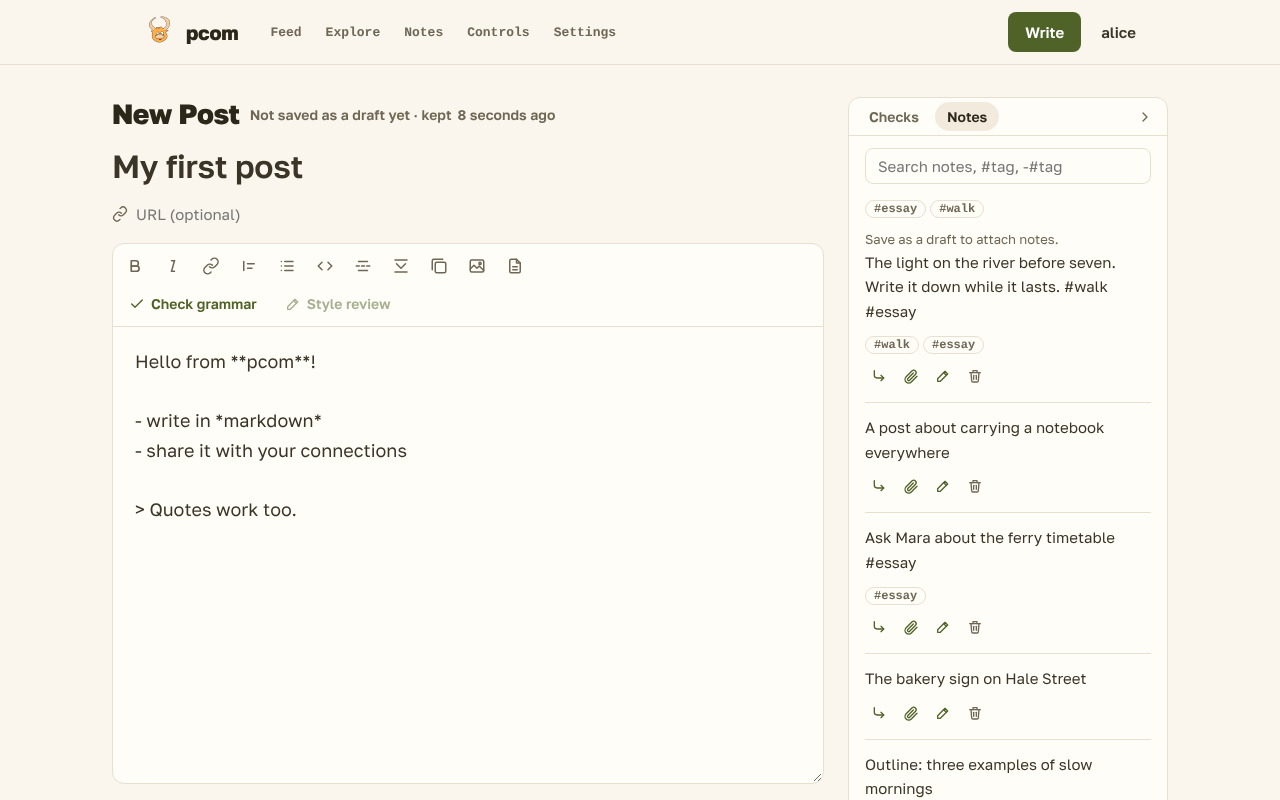 pcom Feed Explore Notes Controls Settings Write alice
New Post Not saved as a draft yet · kept 8 seconds ago
My first post
URL (optional)
Check grammar Style review
Hello from **pcom**!
- write in *markdown*
- share it with your connections
> Quotes work too.
Checks Notes
Search notes, #tag, -#tag
#essay #walk
Save as a draft to attach notes.
The light on the river before seven.
Write it down while it lasts. #walk
#essay
#walk #essay
A post about carrying a notebook
everywhere
Ask Mara about the ferry timetable
#essay
#essay
The bakery sign on Hale Street
Outline: three examples of slow
mornings